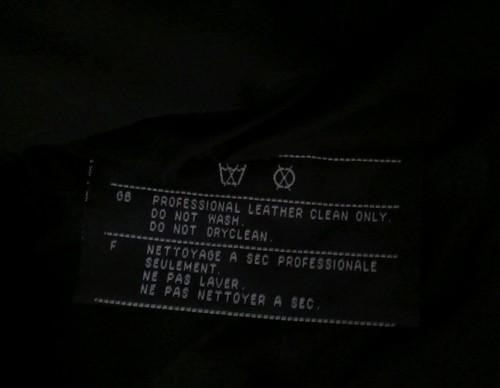 GB PROFESSIONAL LEATHER CLEAN ONLY.
DO NOT WASH.
DO NOT DRYCLEAN.
F NETTOYAGE A SEC PROFESSIONALE
SEULEMENT.
NE PAS LAVER.
NE PAS NETTOYER A SEC.